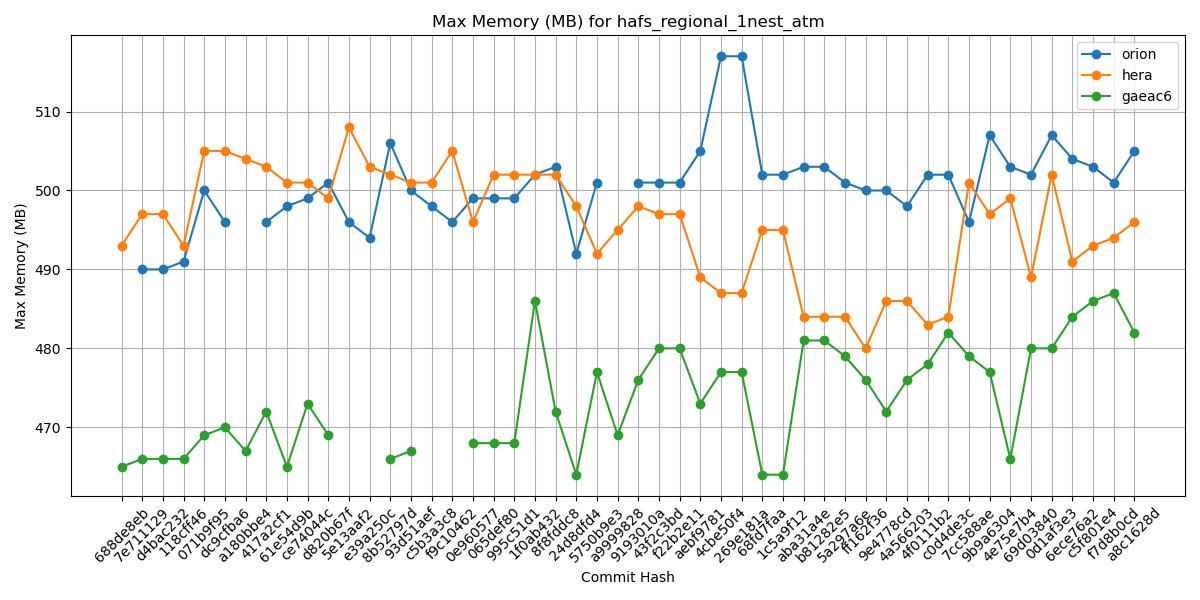 Max Memory (MB) for hafs_regional_1nest_atm
orion
hera
gaeac6
Max Memory (MB)
510
500
490
480
470
688de8eb
7e711129
d4bac232
118cff46
071b9f95
dc9cfba6
a180bbe4
417a2cf1
61e54d9b
ce74044c
d820b67f
5e13aaf2
e39a250c
8b52797d
93d51aef
c5b3a3c8
f9c10462
0e960577
065def80
995c51d1
1f0ab432
8f8fdfdc8
24d8dfd4
5750b9e3
a9999828
9193010a
43f253bd
f22b2e11
aebf9781
4cbe50f4
269e181a
68fd7faa
1c5a9f12
aba31a4e
b81282e5
5a297a6e
ff162f36
9e4778cd
4a566203
4f011b2
c0d4de3c
7cc588ae
9b9a6304
4e75e7b4
69d03840
0d1af3e3
6ece76a2
c5f801e4
f7d8b0cd
a8c1628d
Commit Hash